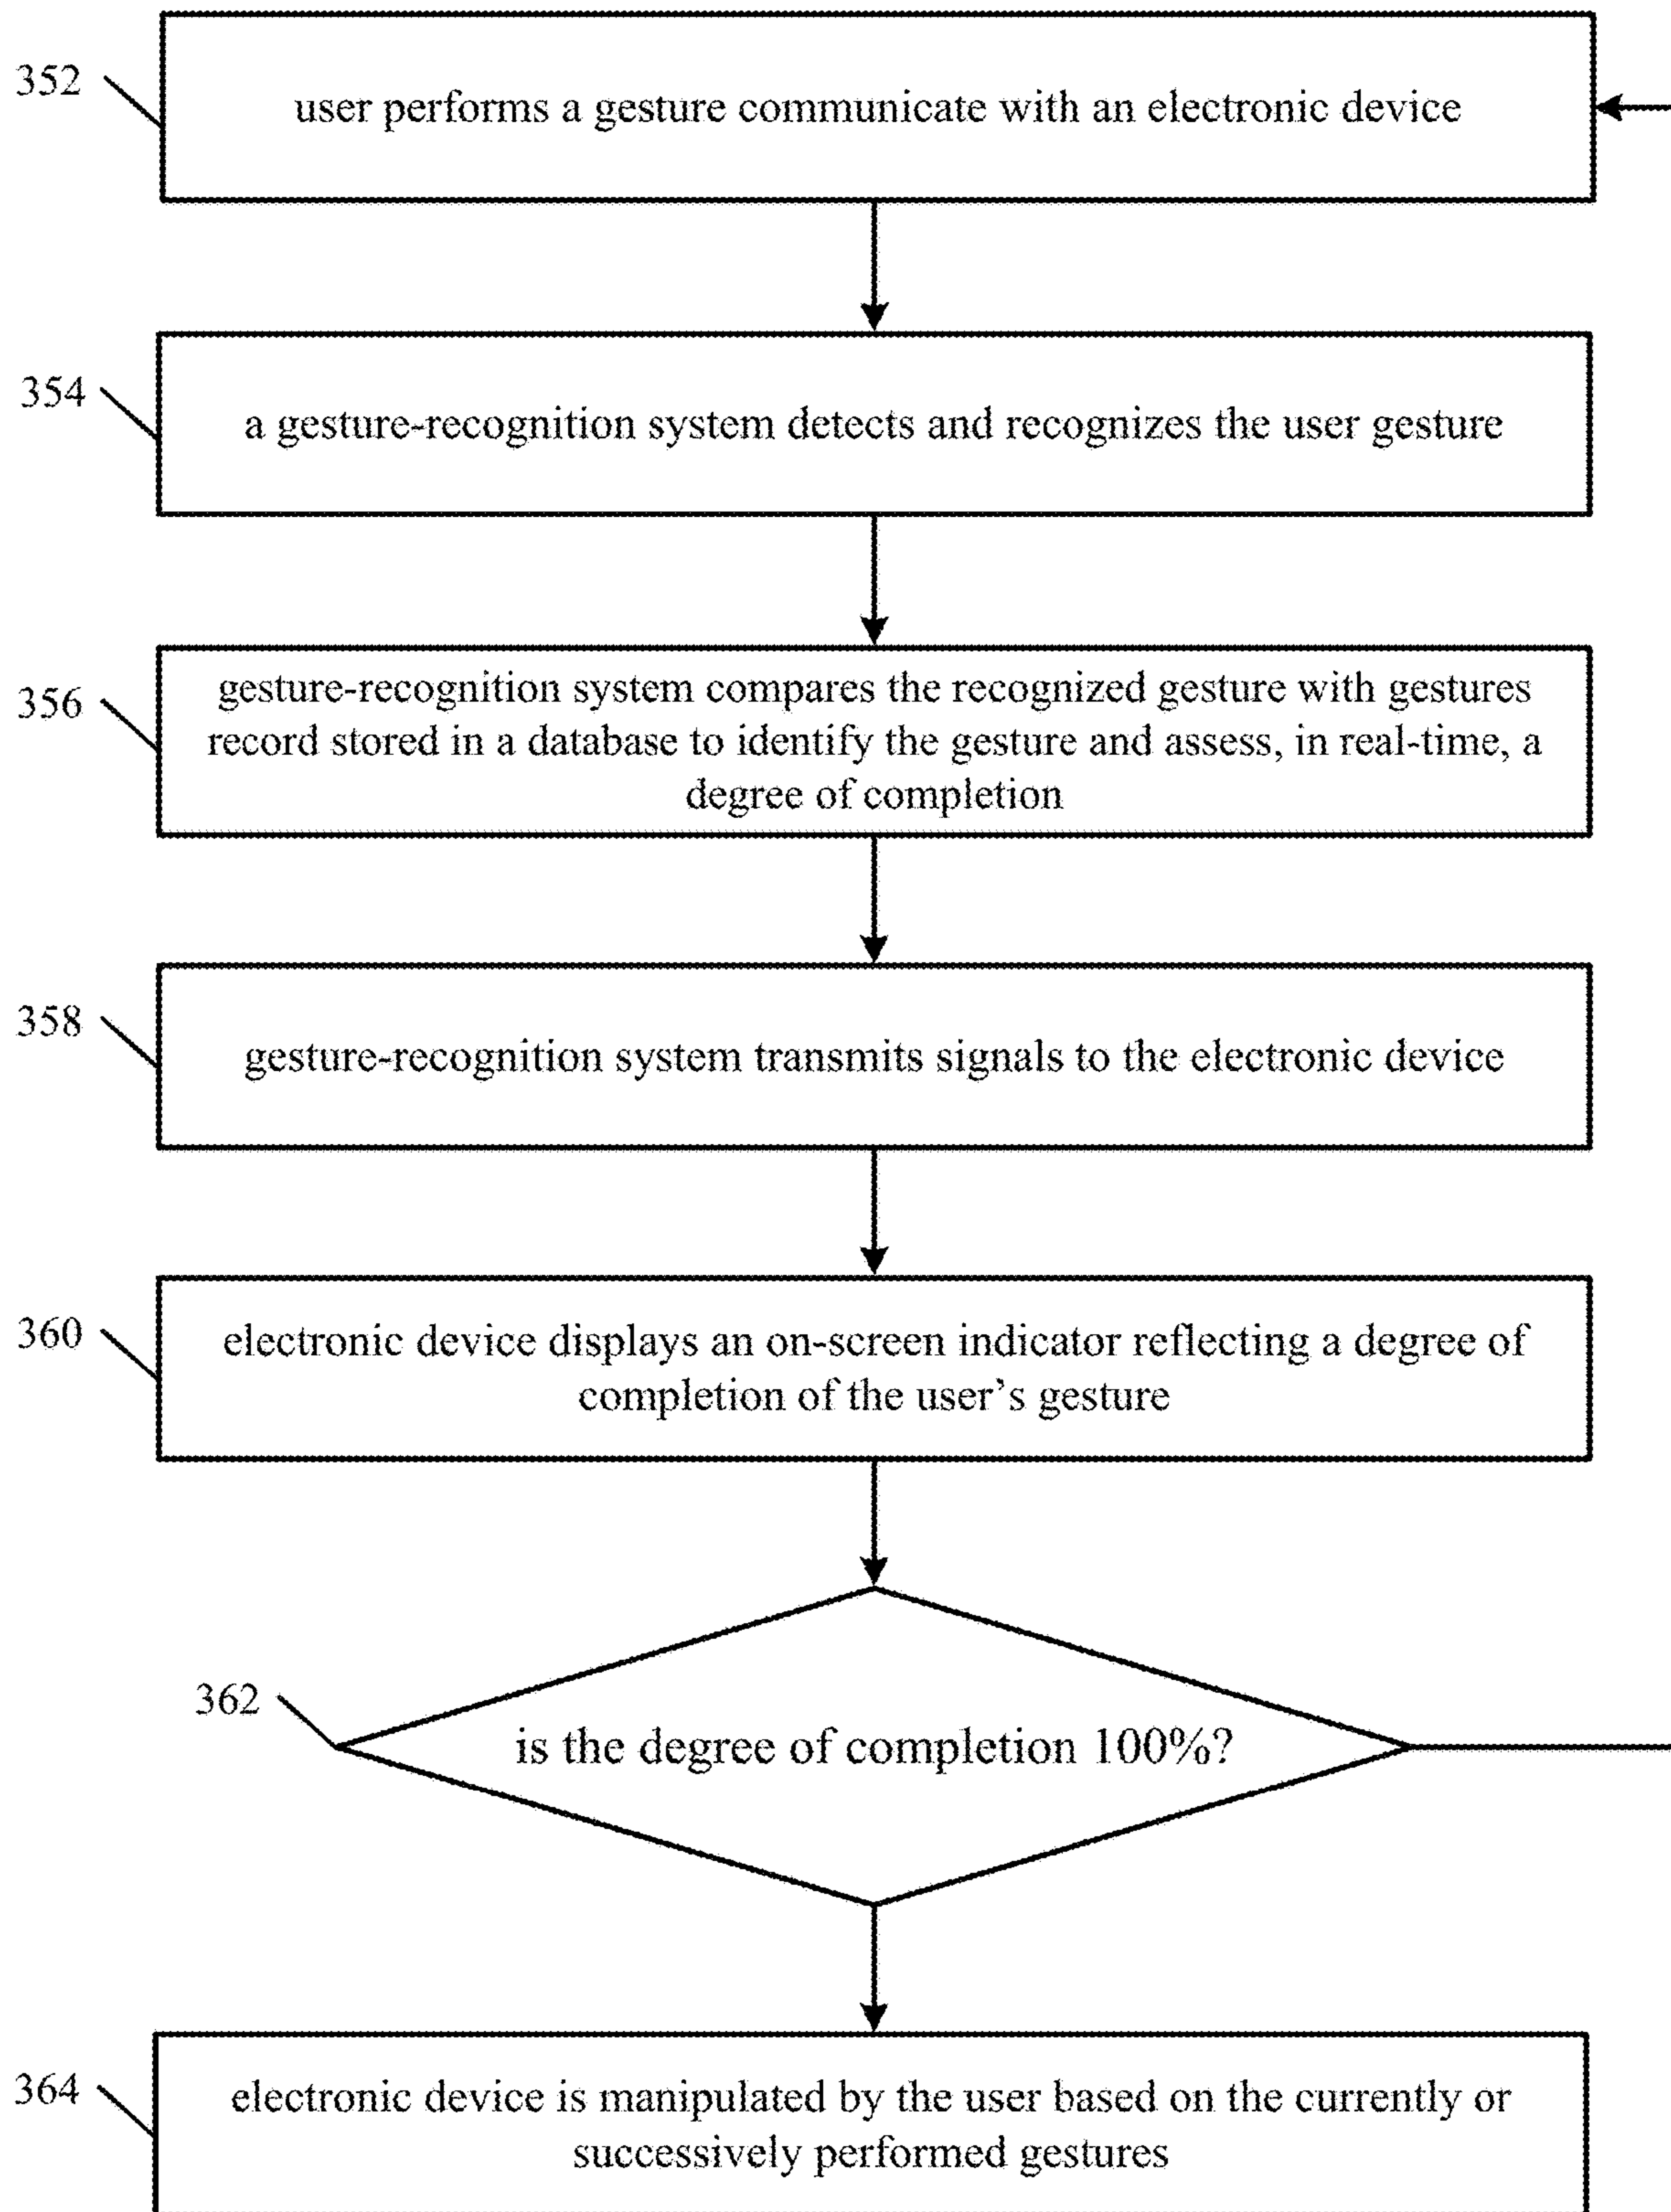 352
user performs a gesture communicate with an electronic device
354
a gesture-recognition system detects and recognizes the user gesture
356
gesture-recognition system compares the recognized gesture with gestures
record stored in a database to identify the gesture and assess, in real-time, a
degree of completion
358
gesture-recognition system transmits signals to the electronic device
360
electronic device displays an on-screen indicator reflecting a degree of
completion of the user's gesture
362
is the degree of completion 100%?
364
electronic device is manipulated by the user based on the currently or
successively performed gestures